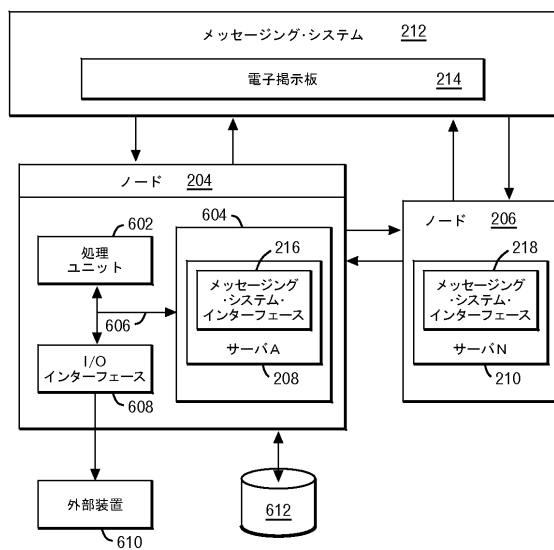 メッセージング・システム 212
電子掲示板 214
ノード 204
602
処理
ユニット
606
I/O
インターフェース
608
604
216
メッセージング
・システム・
インターフェース
サーバA
208
ノード 206
218
メッセージング
・システム・
インターフェース
サーバN
210
外部装置
610
612